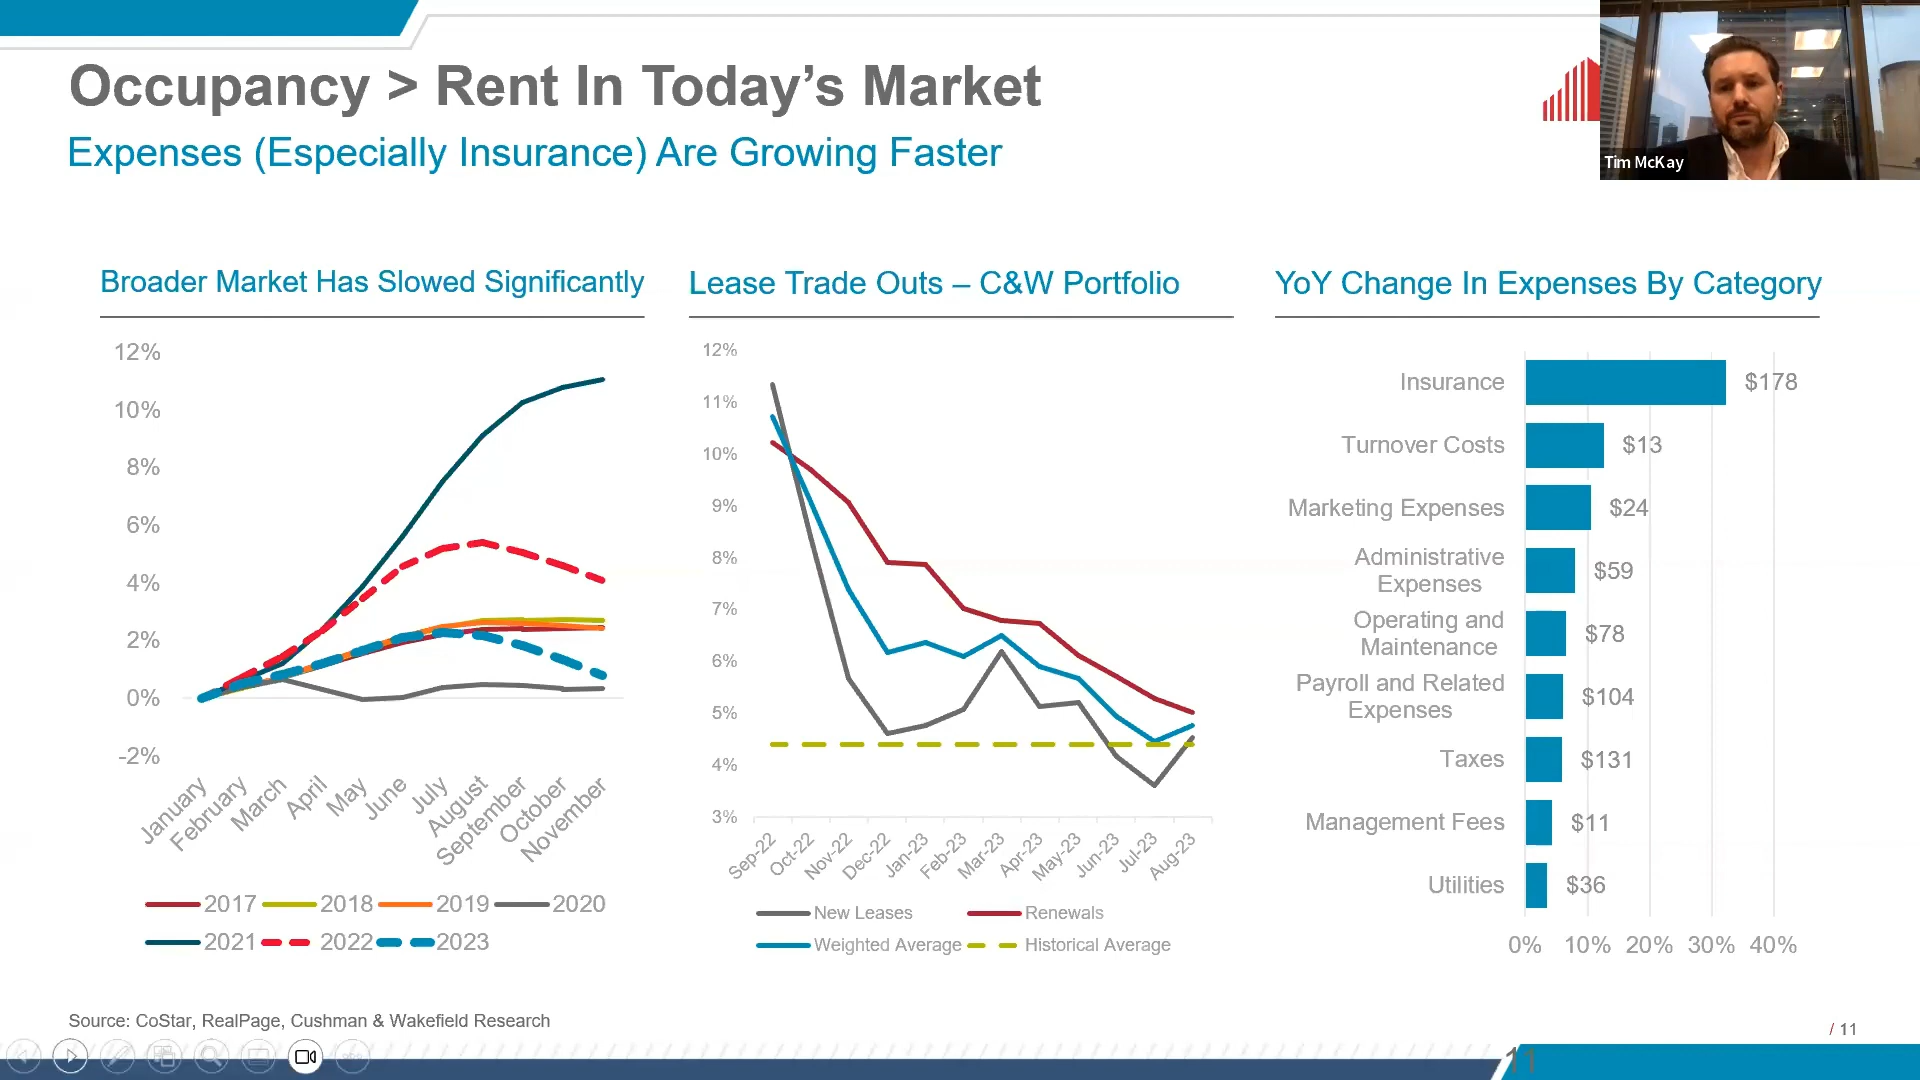 Occupancy > Rent In Today’s Market
Expenses (Especially Insurance) Are Growing Faster
Tim McKay
Broader Market Has Slowed Significantly
12%
10%
8%
6%
4%
2%
0%
-2%
January
February
March
April
May
June
July
August
September
October
November
2017 2018 2019 2020
2021 2022 2023
Lease Trade Outs – C&W Portfolio
12%
11%
10%
9%
8%
7%
6%
5%
4%
3%
Sep-22
Oct-22
Nov-22
Dec-22
Jan-23
Feb-23
Mar-23
Apr-23
May-23
Jun-23
Jul-23
Aug-23
New Leases Renewals
Weighted Average Historical Average
YoY Change In Expenses By Category
Insurance $178
Turnover Costs $13
Marketing Expenses $24
Administrative
Expenses $59
Operating and
Maintenance $78
Payroll and Related
Expenses $104
Taxes $131
Management Fees $11
Utilities $36
0% 10% 20% 30% 40%
Source: CoStar, RealPage, Cushman & Wakefield Research
/ 11
11